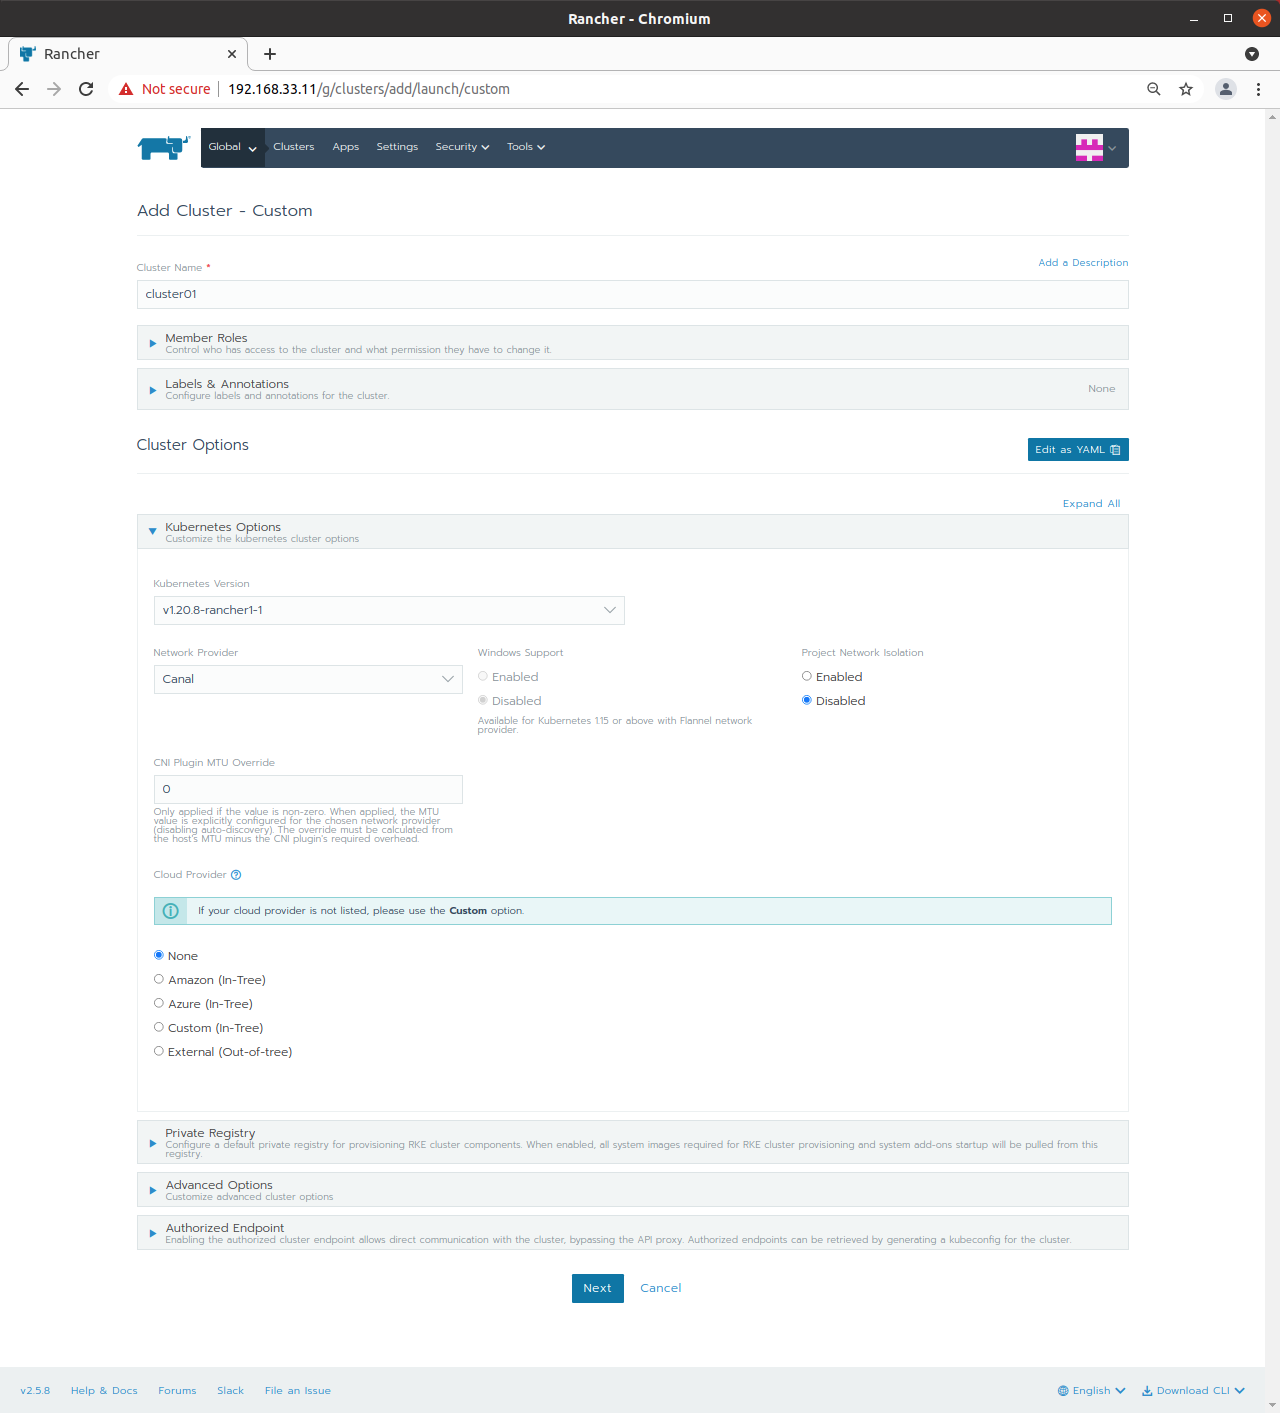 Rancher - Chromium
Rancher
Not secure 192.168.33.11/g/clusters/add/launch/custom
Global Clusters Apps Settings Security Tools
Add Cluster - Custom
Add a Description
Cluster Name *
cluster01
Member Roles
Control who has access to the cluster and what permission they have to change it.
Labels & Annotations
Configure labels and annotations for the cluster.
None
Cluster Options
Edit as YAML
Expand All
Kubernetes Options
Customize the kubernetes cluster options
Kubernetes Version
v1.20.8-rancher1-1
Network Provider
Canal
Windows Support
Enabled
Disabled
Available for Kubernetes 1.15 or above with Flannel network
provider.
Project Network Isolation
Enabled
Disabled
CNI Plugin MTU Override
0
Only applied if the value is non-zero. When applied, the MTU
value is explicitly configured for the chosen network provider
(disabling auto-discovery). The override must be calculated from
the host's MTU minus the CNI plugin's required overhead.
Cloud Provider
If your cloud provider is not listed, please use the Custom option.
None
Amazon (In-Tree)
Azure (In-Tree)
Custom (In-Tree)
External (Out-of-tree)
Private Registry
Configure a default private registry for provisioning RKE cluster components. When enabled, all system images required for RKE cluster provisioning and system add-ons startup will be pulled from this
registry.
Advanced Options
Customize advanced cluster options
Authorized Endpoint
Enabling the authorized cluster endpoint allows direct communication with the cluster, bypassing the API proxy. Authorized endpoints can be retrieved by generating a kubeconfig for the cluster.
Next Cancel
v2.5.8 Help & Docs Forums Slack File an Issue English Download CLI